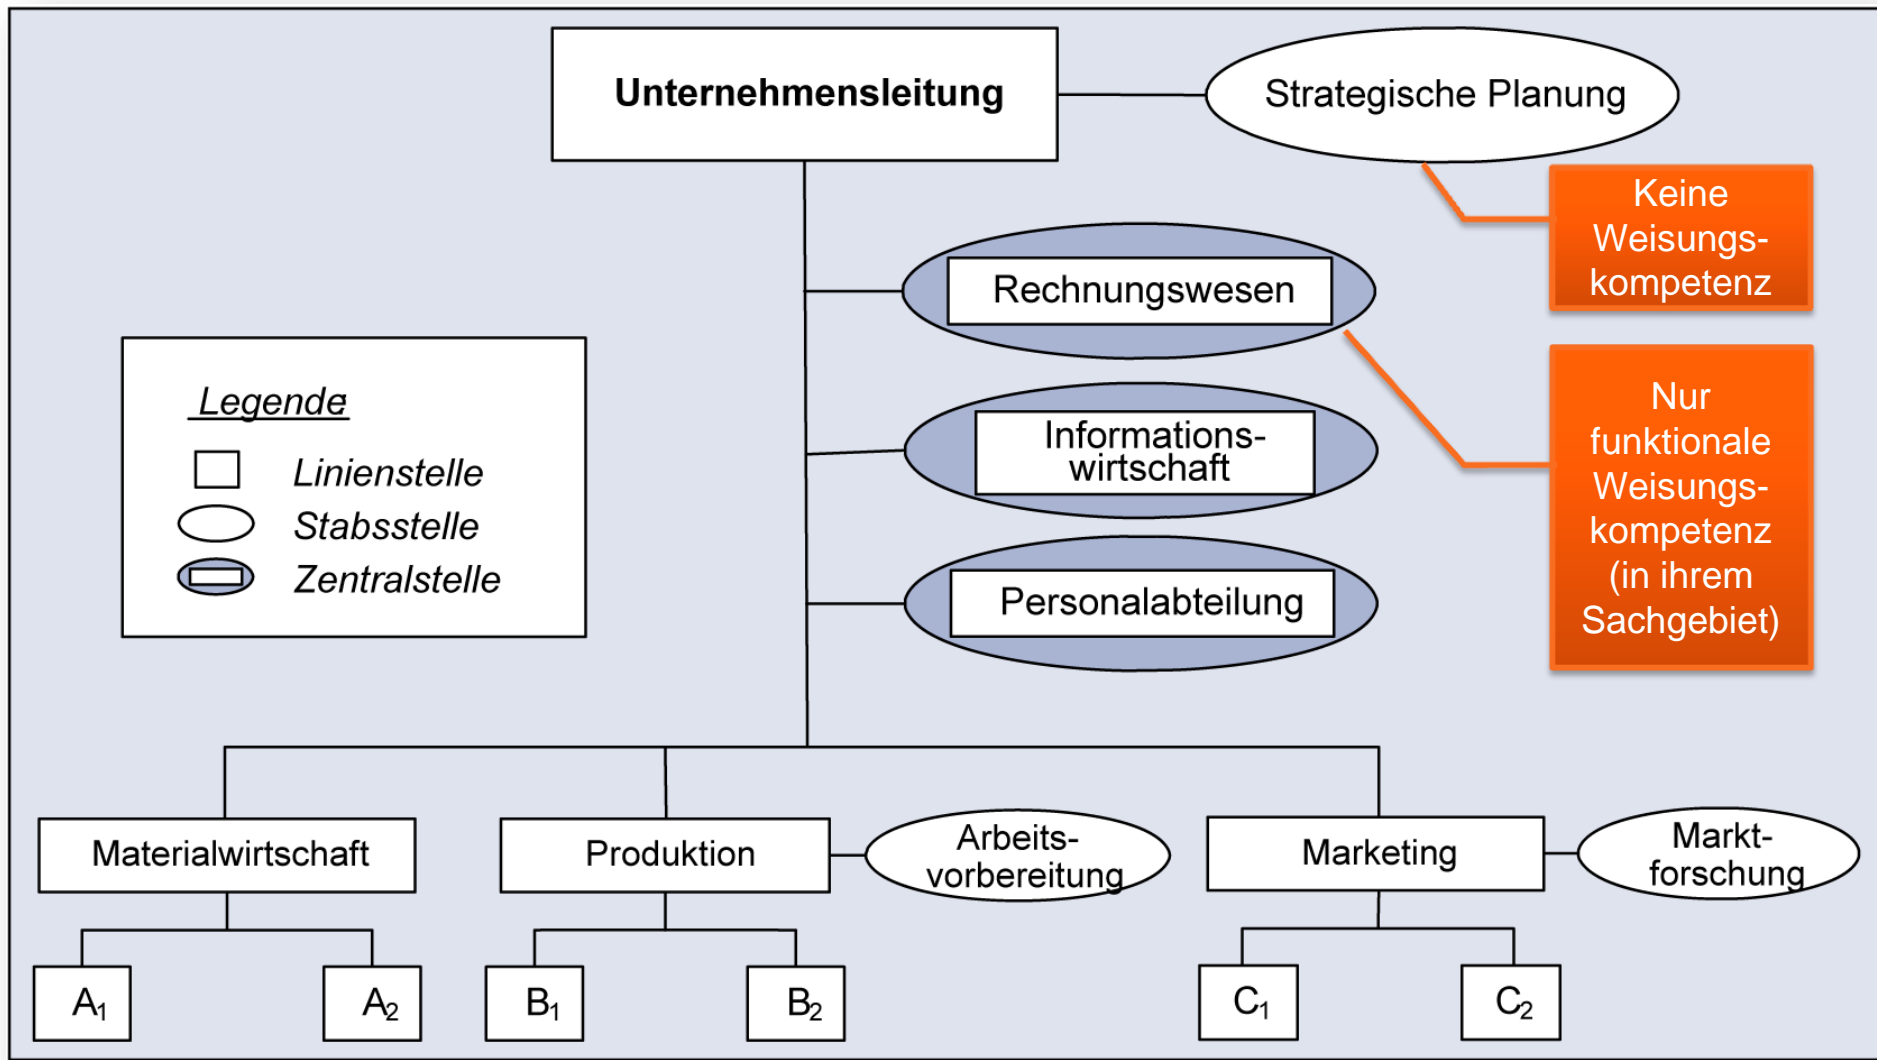 Unternehmensleitung
Strategische Planung
Keine
Weisungs-
kompetenz
Rechnungswesen
Nur
funktionale
Weisungs-
kompetenz
(in ihrem
Sachgebiet)
Informations-
wirtschaft
Personalabteilung
Legende:
Linienstelle
Stabsstelle
Zentralstelle
Materialwirtschaft
Produktion
Arbeits-
vorbereitung
Marketing
Markt-
forschung
A₁
A₂
B₁
B₂
C₁
C₂